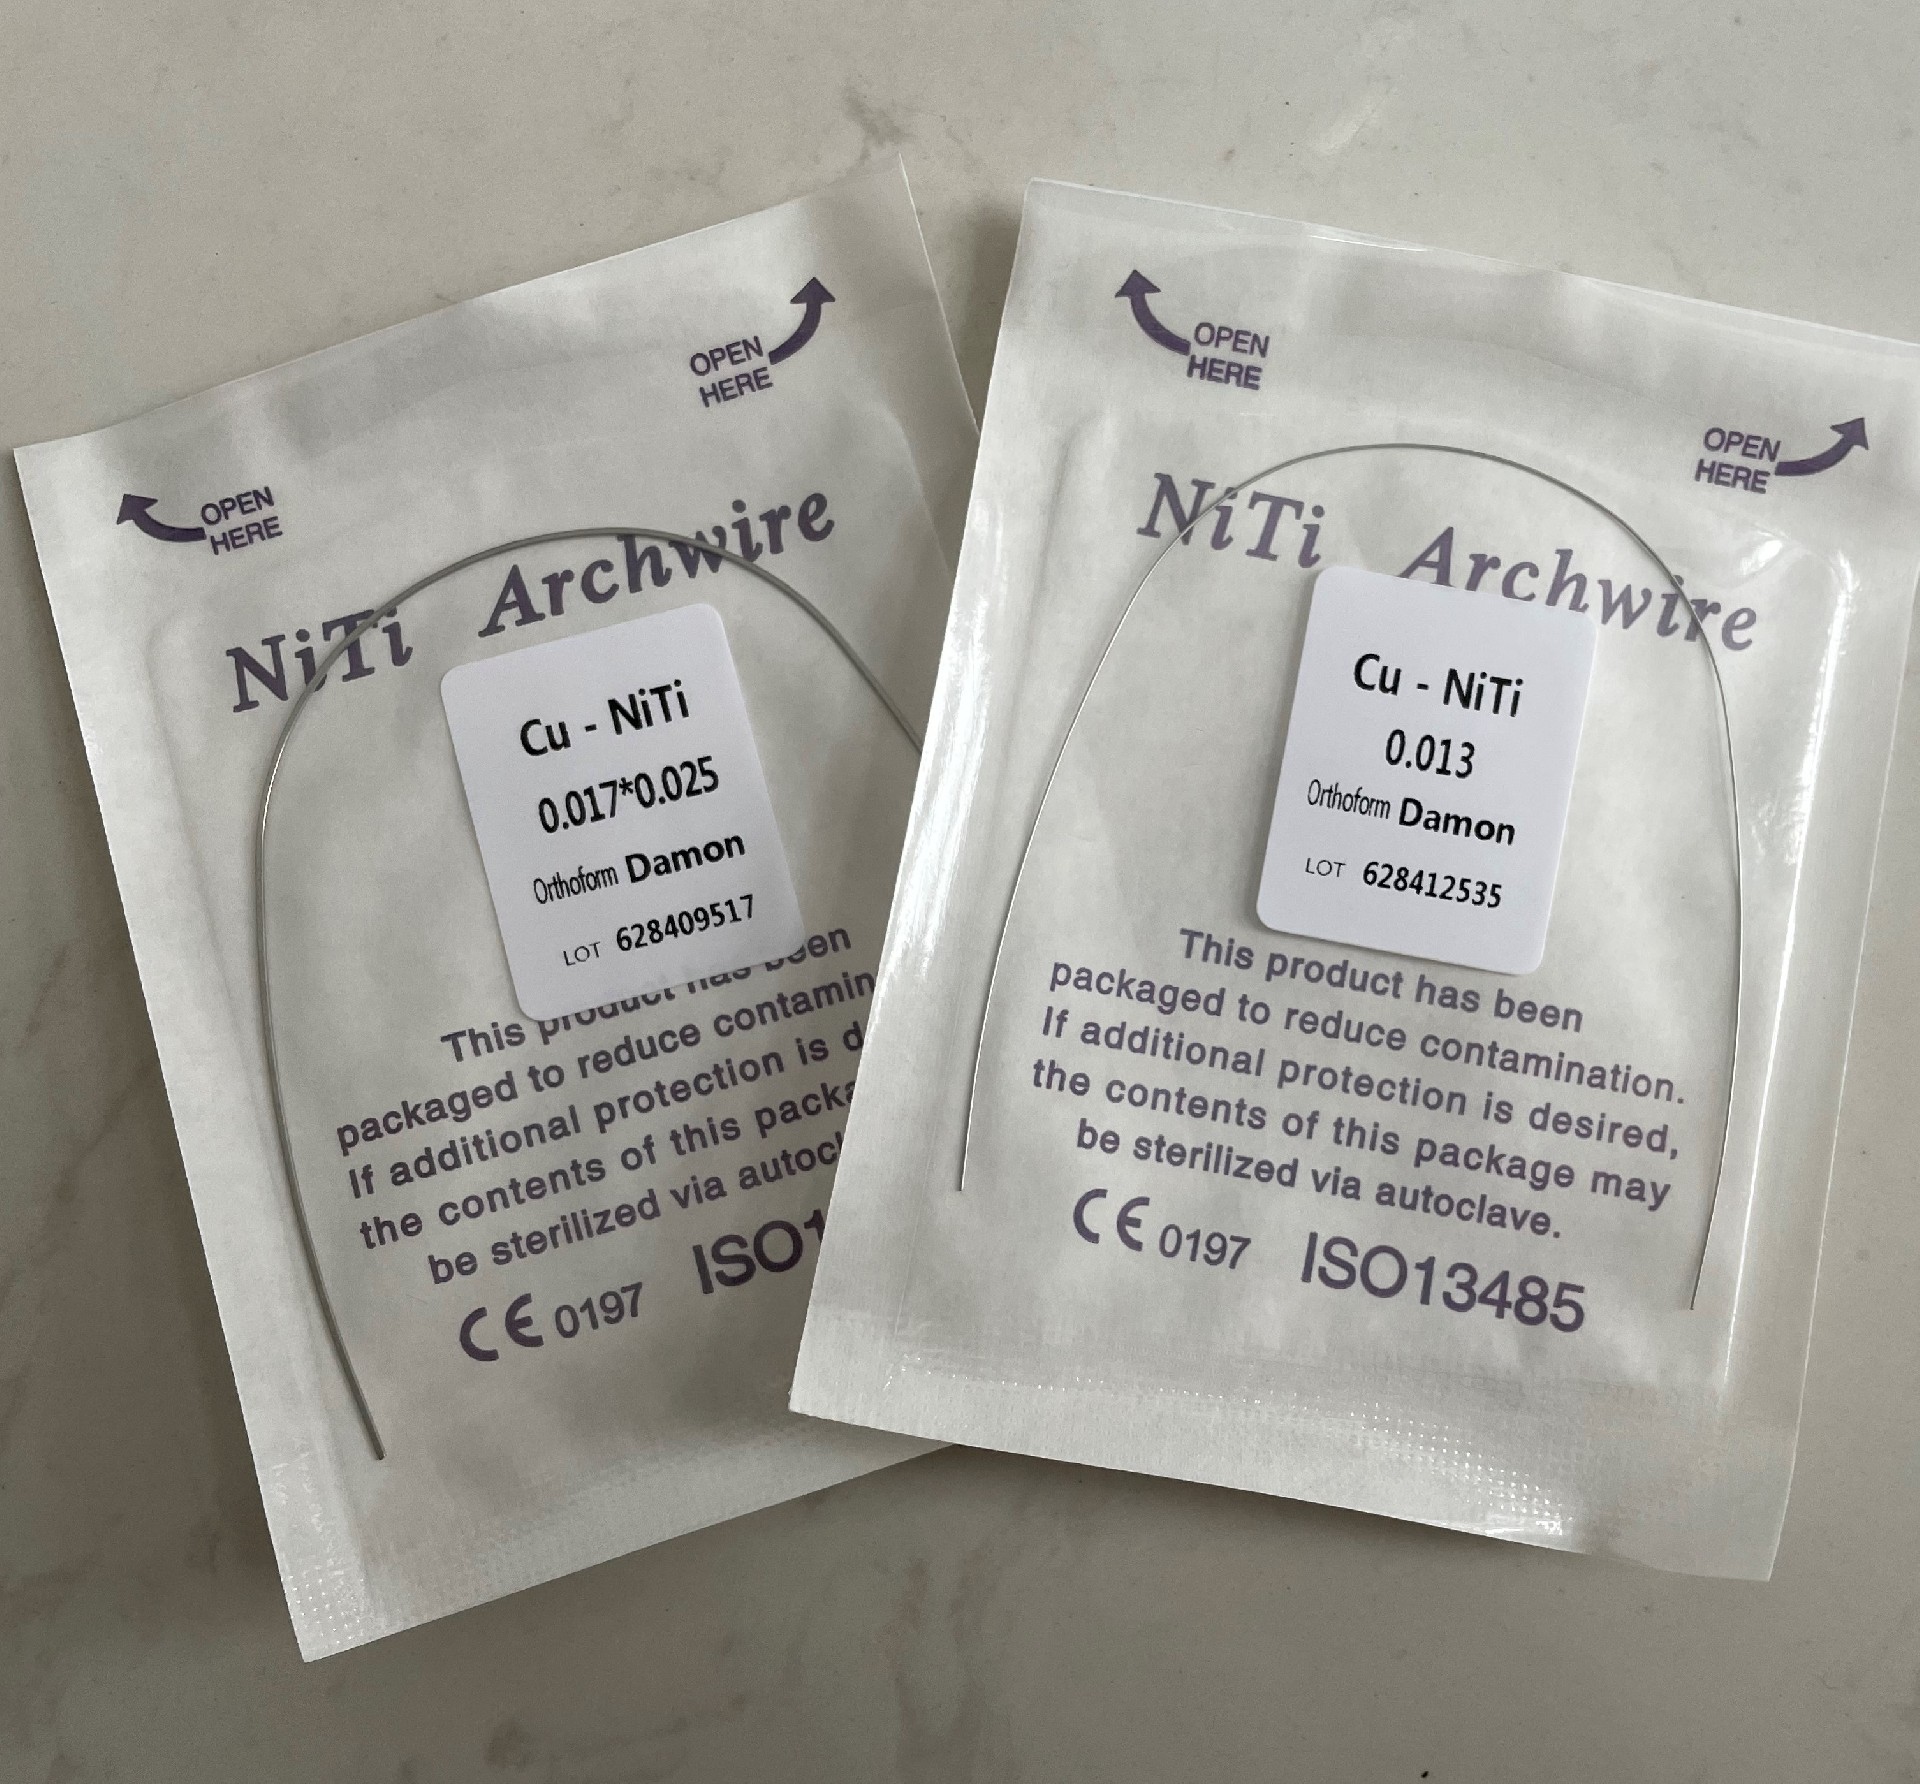 OPEN
HERE
OPEN
HERE
NiTi Archwire
Cu - NiTi
0.017*0.025
Orthoform Damon
LOT 628409517
This product has been
packaged to reduce contamin
If additional protection is d
the contents of this packa
be sterilized via autocl
CE 0197 ISO1
OPEN
HERE
OPEN
HERE
NiTi Archwire
Cu - NiTi
0.013
Orthoform Damon
LOT 628412535
This product has been
packaged to reduce contamination.
If additional protection is desired,
the contents of this package may
be sterilized via autoclave.
CE 0197 ISO13485